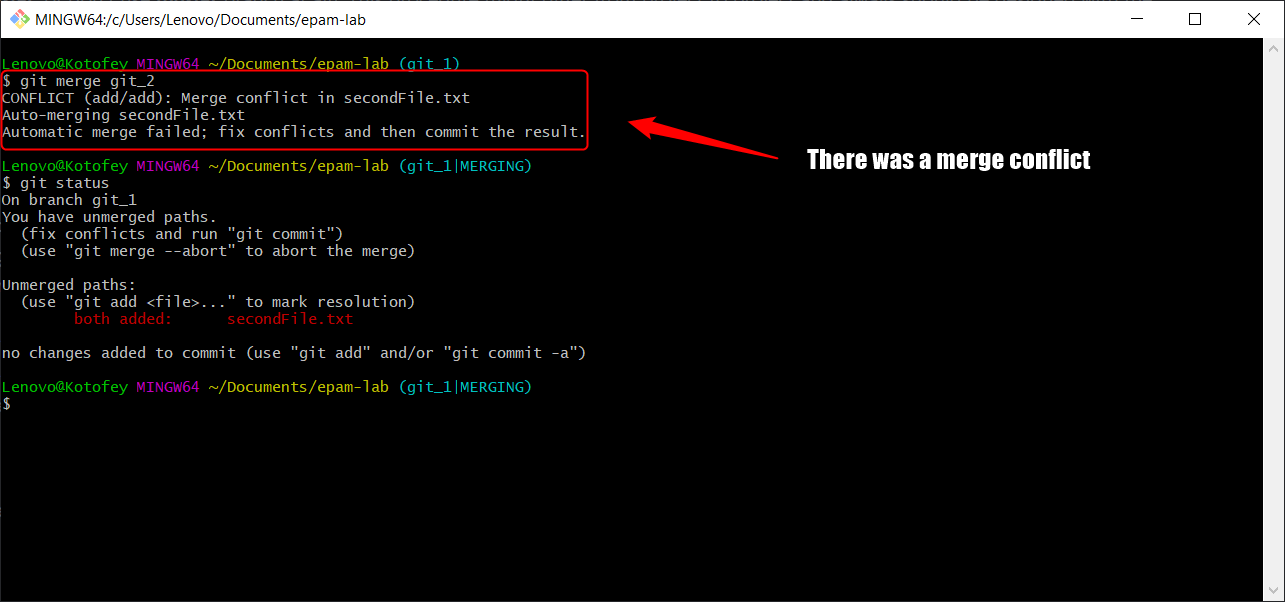 MINGW64:/c/Users/Lenovo/Documents/epam-lab
Lenovo@Kotofey MINGW64 ~/Documents/epam-lab (git_1)
$ git merge git_2
CONFLICT (add/add): Merge conflict in secondFile.txt
Auto-merging secondFile.txt
Automatic merge failed; fix conflicts and then commit the result.
There was a merge conflict
Lenovo@Kotofey MINGW64 ~/Documents/epam-lab (git_1|MERGING)
$ git status
On branch git_1
You have unmerged paths.
  (fix conflicts and run "git commit")
  (use "git merge --abort" to abort the merge)
Unmerged paths:
  (use "git add <file>..." to mark resolution)
        both added:      secondFile.txt
no changes added to commit (use "git add" and/or "git commit -a")
Lenovo@Kotofey MINGW64 ~/Documents/epam-lab (git_1|MERGING)
$